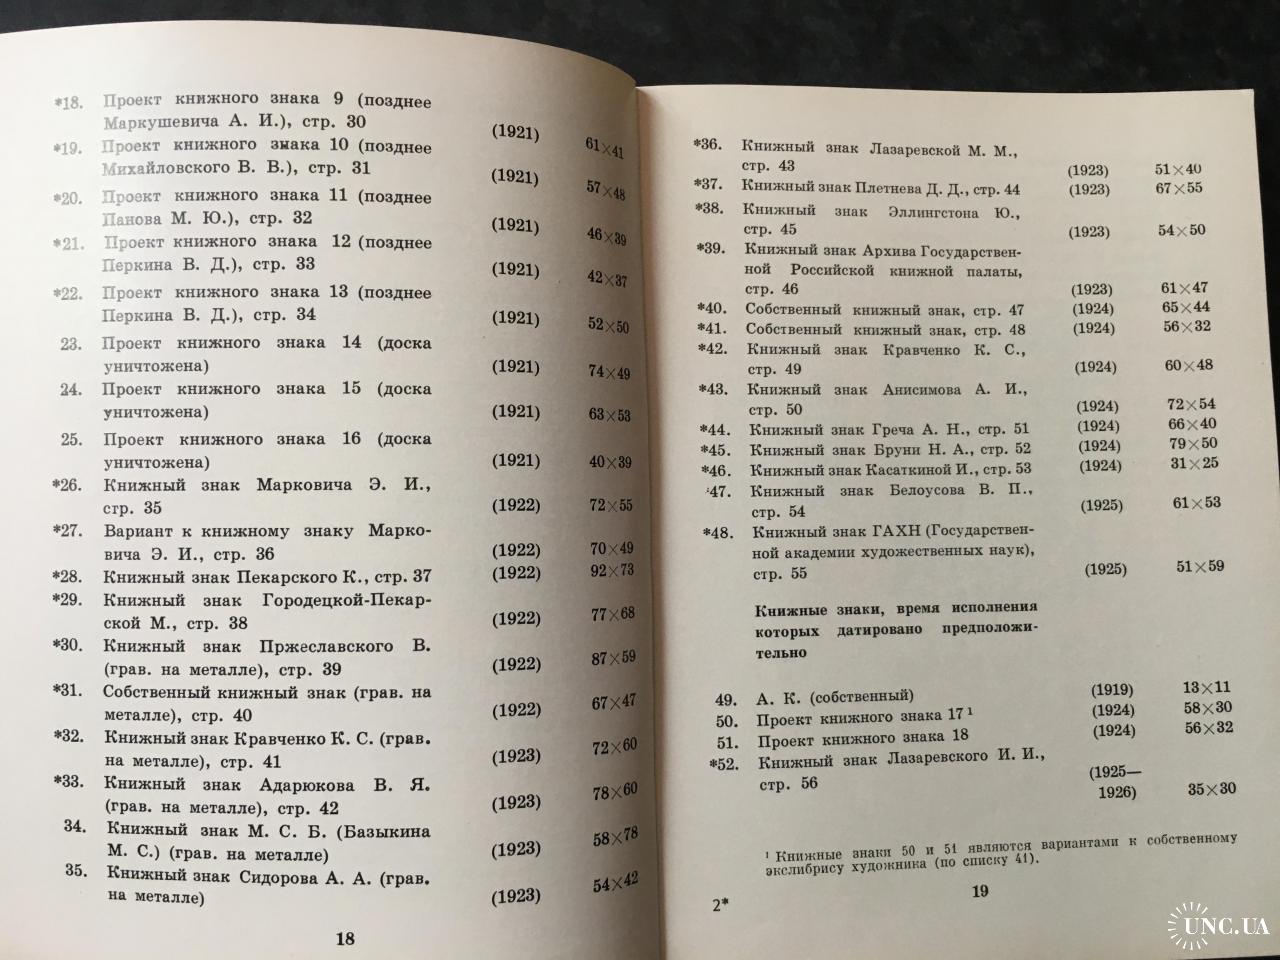 *18. Проект книжного знака 9 (позднее
Маркушевича А. И.), стр. 30 (1921) 61×41
*19. Проект книжного знака 10 (позднее
Михайловского В. В.), стр. 31 (1921) 57×48
*20. Проект книжного знака 11 (позднее
Панова М. Ю.), стр. 32 (1921) 46×39
*21. Проект книжного знака 12 (позднее
Перкина В. Д.), стр. 33 (1921) 42×37
*22. Проект книжного знака 13 (позднее
Перкина В. Д.), стр. 34 (1921) 52×50
23. Проект книжного знака 14 (доска
уничтожена) (1921) 74×49
24. Проект книжного знака 15 (доска
уничтожена) (1921) 63×53
25. Проект книжного знака 16 (доска
уничтожена) (1921) 40×39
*26. Книжный знак Марковича Э. И.,
стр. 35 (1922) 72×55
*27. Вариант к книжному знаку Марко-
вича Э. И., стр. 36 (1922) 70×49
*28. Книжный знак Пекарского К., стр. 37 (1922) 92×73
*29. Книжный знак Городецкой-Пекар-
ской М., стр. 38 (1922) 77×68
*30. Книжный знак Пржеславского В.
(грав. на металле), стр. 39 (1922) 87×59
*31. Собственный книжный знак (грав. на
металле), стр. 40 (1922) 67×47
*32. Книжный знак Кравченко К. С. (грав.
на металле), стр. 41 (1923) 72×60
*33. Книжный знак Адарюкова В. Я.
(грав. на металле), стр. 42 (1923) 78×60
34. Книжный знак М. С. Б. (Базыкина
М. С.) (грав. на металле) (1923) 58×78
35. Книжный знак Сидорова А. А. (грав.
на металле) (1923) 54×42
18
*36. Книжный знак Лазаревской М. М.,
стр. 43 (1923) 51×40
*37. Книжный знак Плетнева Д. Д., стр. 44 (1923) 67×55
*38. Книжный знак Эллингстона Ю.,
стр. 45 (1923) 54×50
*39. Книжный знак Архива Государствен-
ной Российской книжной палаты,
стр. 46 (1923) 61×47
*40. Собственный книжный знак, стр. 47 (1924) 65×44
*41. Собственный книжный знак, стр. 48 (1924) 56×32
*42. Книжный знак Кравченко К. С.,
стр. 49 (1924) 60×48
*43. Книжный знак Анисимова А. И.,
стр. 50 (1924) 72×54
*44. Книжный знак Греча А. Н., стр. 51 (1924) 66×40
*45. Книжный знак Бруни Н. А., стр. 52 (1924) 79×50
*46. Книжный знак Касаткиной И., стр. 53 (1924) 31×25
*47. Книжный знак Белоусова В. П.,
стр. 54 (1925) 61×53
*48. Книжный знак ГАХН (Государствен-
ной академии художественных наук),
стр. 55 (1925) 51×59
Книжные знаки, время исполнения
которых датировано предположи-
тельно
49. А. К. (собственный) (1919) 13×11
50. Проект книжного знака 17¹ (1924) 58×30
51. Проект книжного знака 18 (1924) 56×32
*52. Книжный знак Лазаревского И. И.,
стр. 56 (1925—
1926) 35×30
¹ Книжные знаки 50 и 51 являются вариантами к собственному
экслибрису художника (по списку 41).
2* 19
UNC.UA